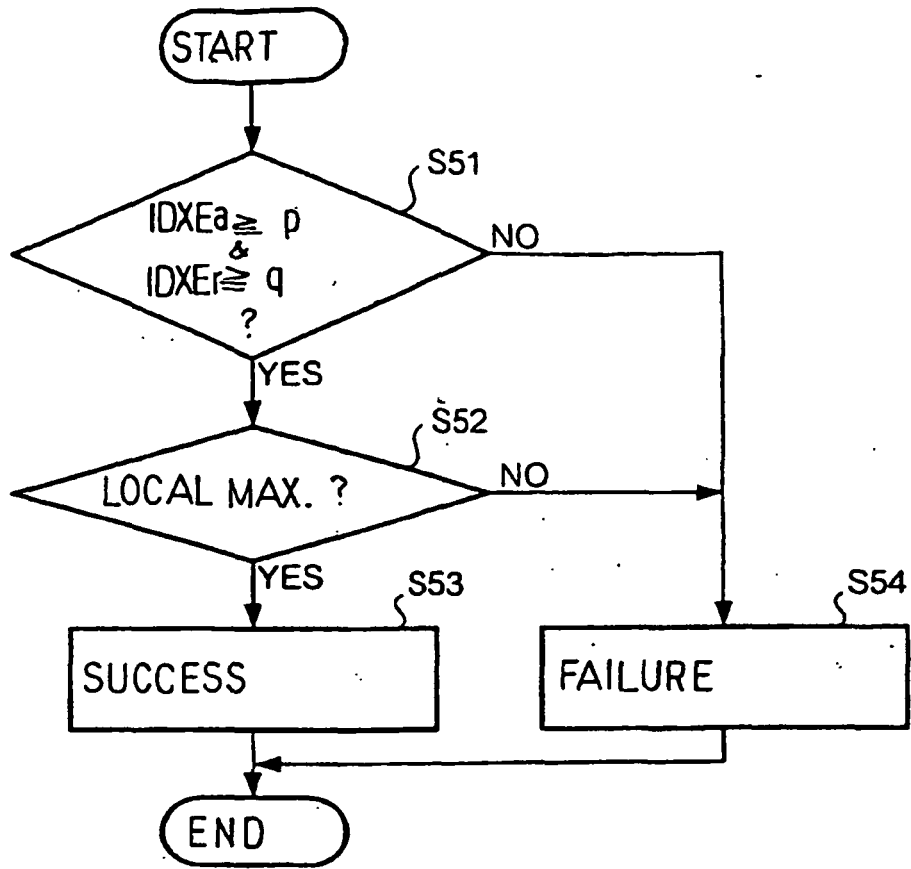 START
S51
IDXEa≧ p
&
IDXEr≧ q
?
NO
YES
S52
LOCAL MAX. ?
NO
YES
S53
SUCCESS
S54
FAILURE
END